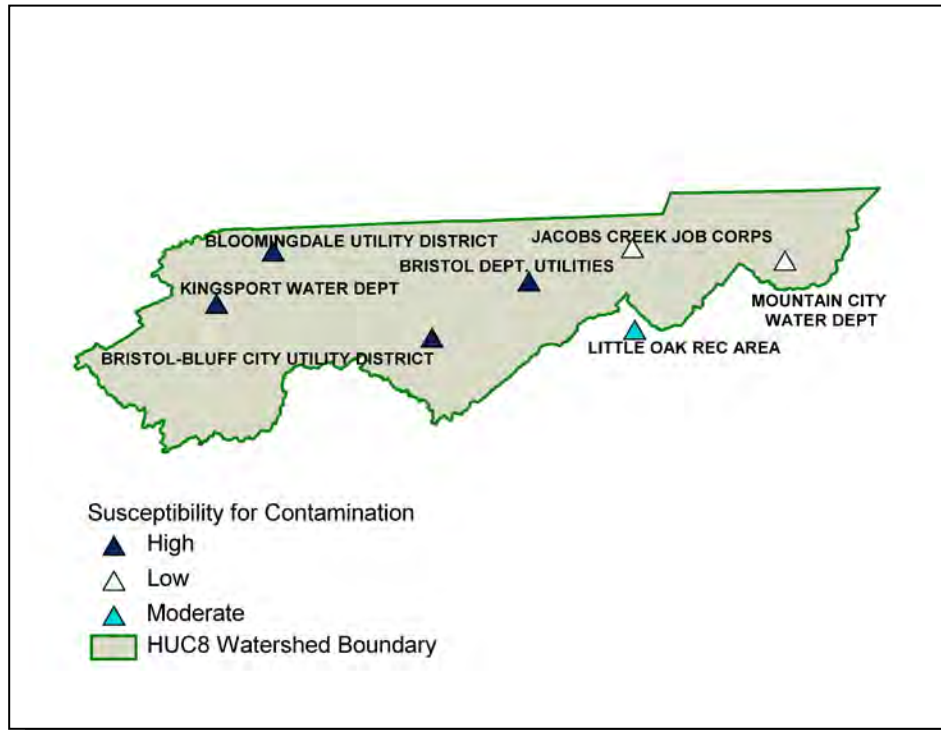 BLOOMINGDALE UTILITY DISTRICT
JACOBS CREEK JOB CORPS
BRISTOL DEPT. UTILITIES
KINGSPORT WATER DEPT
MOUNTAIN CITY
WATER DEPT
BRISTOL-BLUFF CITY UTILITY DISTRICT
LITTLE OAK REC AREA
Susceptibility for Contamination
High
Low
Moderate
HUC8 Watershed Boundary